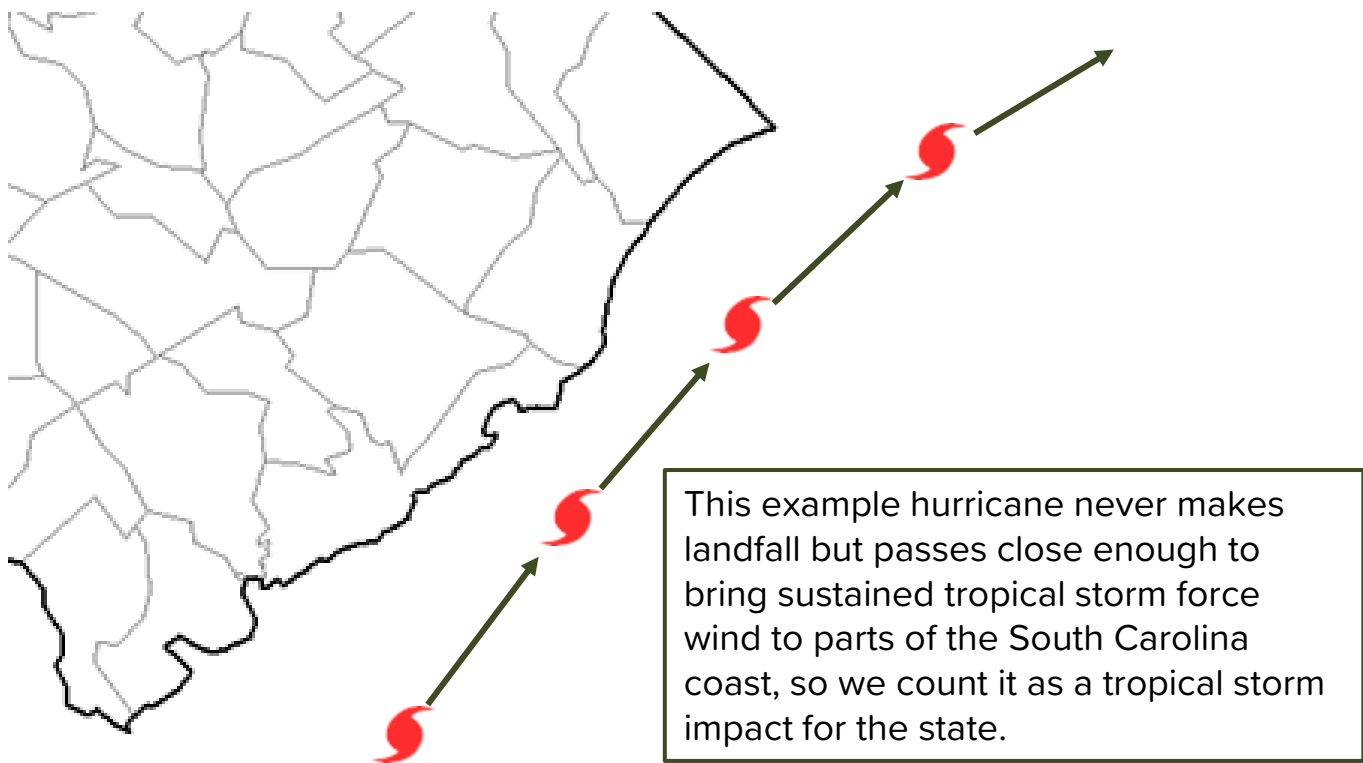 This example hurricane never makes
landfall but passes close enough to
bring sustained tropical storm force
wind to parts of the South Carolina
coast, so we count it as a tropical storm
impact for the state.